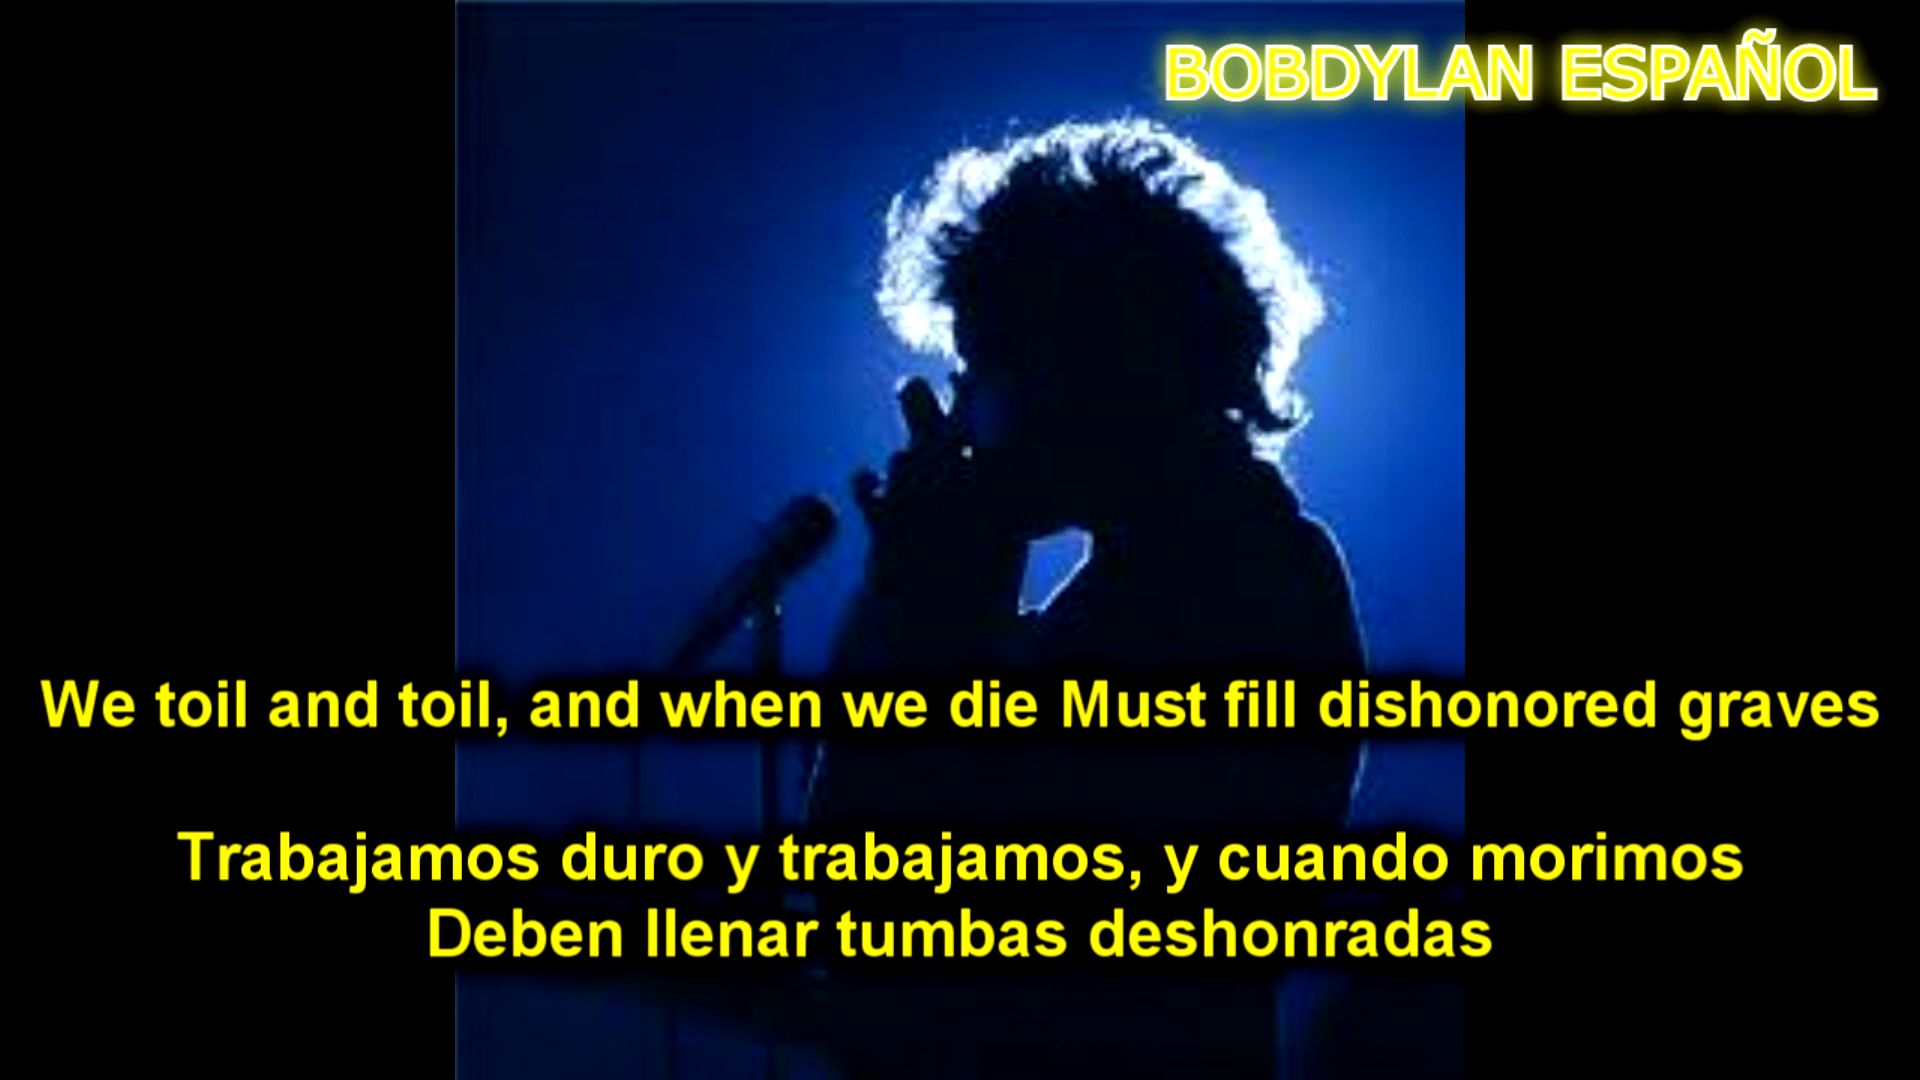 BOBDYLAN ESPAÑOL
We toil and toil, and when we die Must fill dishonored graves
Trabajamos duro y trabajamos, y cuando morimos
Deben llenar tumbas deshonradas